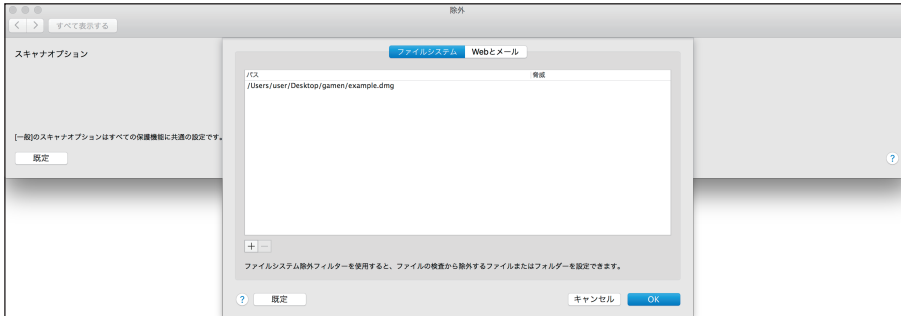 除外
すべて表示する
スキャナオプション
ファイルシステム Webとメール
パス 脅威
/Users/user/Desktop/gamen/example.dmg
[一般]のスキャナオプションはすべての保護機能に共通の設定です。
既定 ?
+ −
ファイルシステム除外フィルターを使用すると、ファイルの検査から除外するファイルまたはフォルダーを設定できます。
? 既定 キャンセル OK